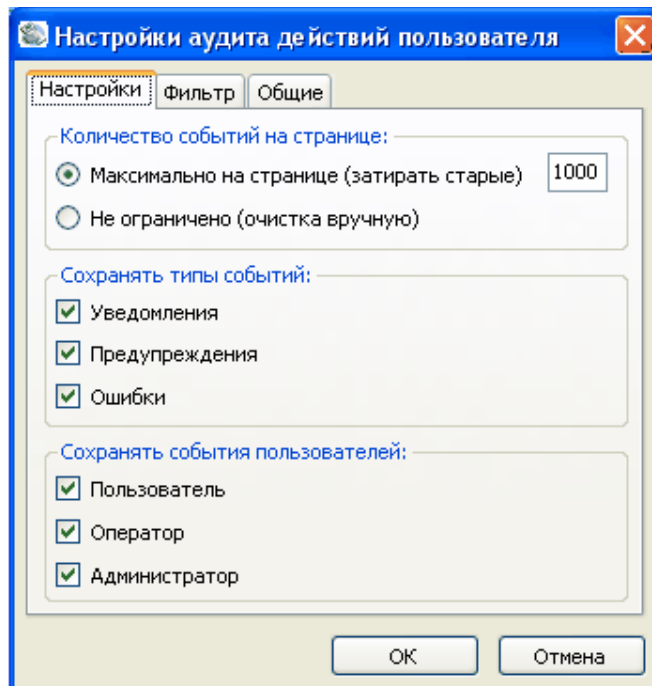 Настройки аудита действий пользователя
Настройки Фильтр Общие
Количество событий на странице:
Максимально на странице (затирать старые) 1000
Не ограничено (очистка вручную)
Сохранять типы событий:
Уведомления
Предупреждения
Ошибки
Сохранять события пользователей:
Пользователь
Оператор
Администратор
ОК Отмена